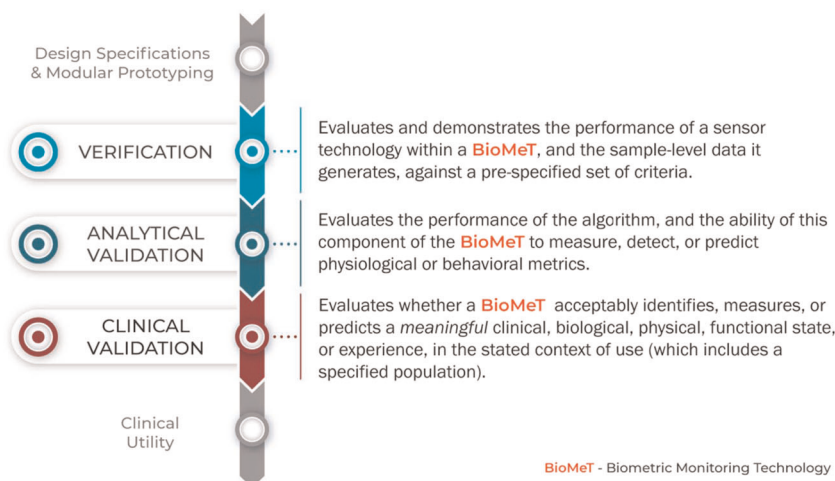 Design Specifications
& Modular Prototyping
VERIFICATION
Evaluates and demonstrates the performance of a sensor
technology within a BioMeT, and the sample-level data it
generates, against a pre-specified set of criteria.
ANALYTICAL
VALIDATION
Evaluates the performance of the algorithm, and the ability of this
component of the BioMeT to measure, detect, or predict
physiological or behavioral metrics.
CLINICAL
VALIDATION
Evaluates whether a BioMeT acceptably identifies, measures, or
predicts a meaningful clinical, biological, physical, functional state,
or experience, in the stated context of use (which includes a
specified population).
Clinical
Utility
BioMeT - Biometric Monitoring Technology